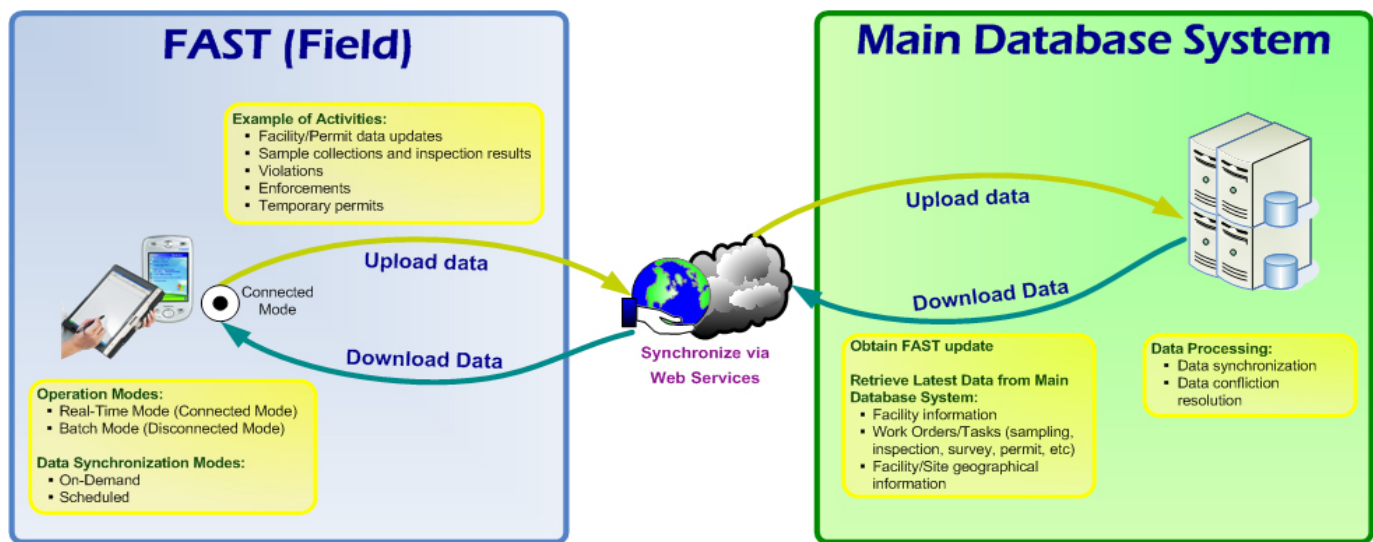 FAST (Field)
Example of Activities:
▪ Facility/Permit data updates
▪ Sample collections and inspection results
▪ Violations
▪ Enforcements
▪ Temporary permits
Upload data
Connected
Mode
Download Data
Operation Modes:
▪ Real-Time Mode (Connected Mode)
▪ Batch Mode (Disconnected Mode)
Data Synchronization Modes:
▪ On-Demand
▪ Scheduled
Synchronize via
Web Services
Main Database System
Upload data
Download Data
Obtain FAST update
Retrieve Latest Data from Main
Database System:
▪ Facility information
▪ Work Orders/Tasks (sampling,
inspection, survey, permit, etc)
▪ Facility/Site geographical
information
Data Processing:
▪ Data synchronization
▪ Data confliction
resolution